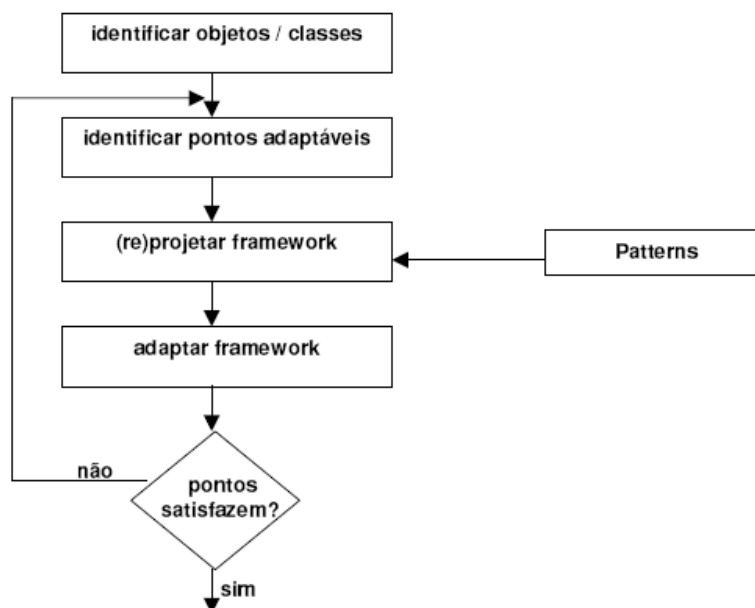 identificar objetos / classes
identificar pontos adaptáveis
(re)projetar framework
Patterns
adaptar framework
não
pontos
satisfazem?
sim